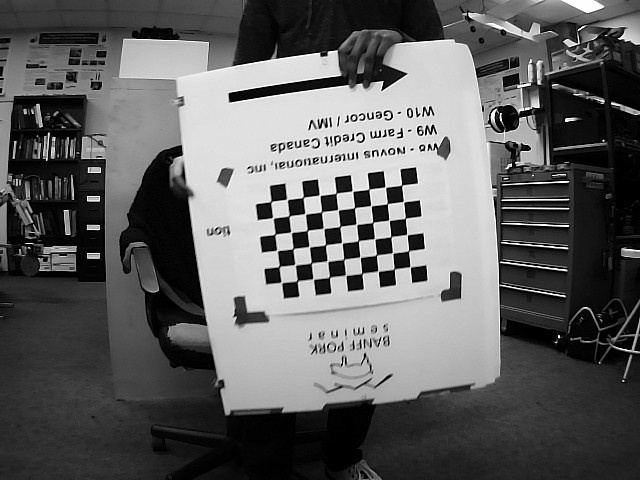 BANFF PORK
seminar
tion
W8 - Novus International, Inc
W9 - Farm Credit Canada
W10 - Gencor / IMV